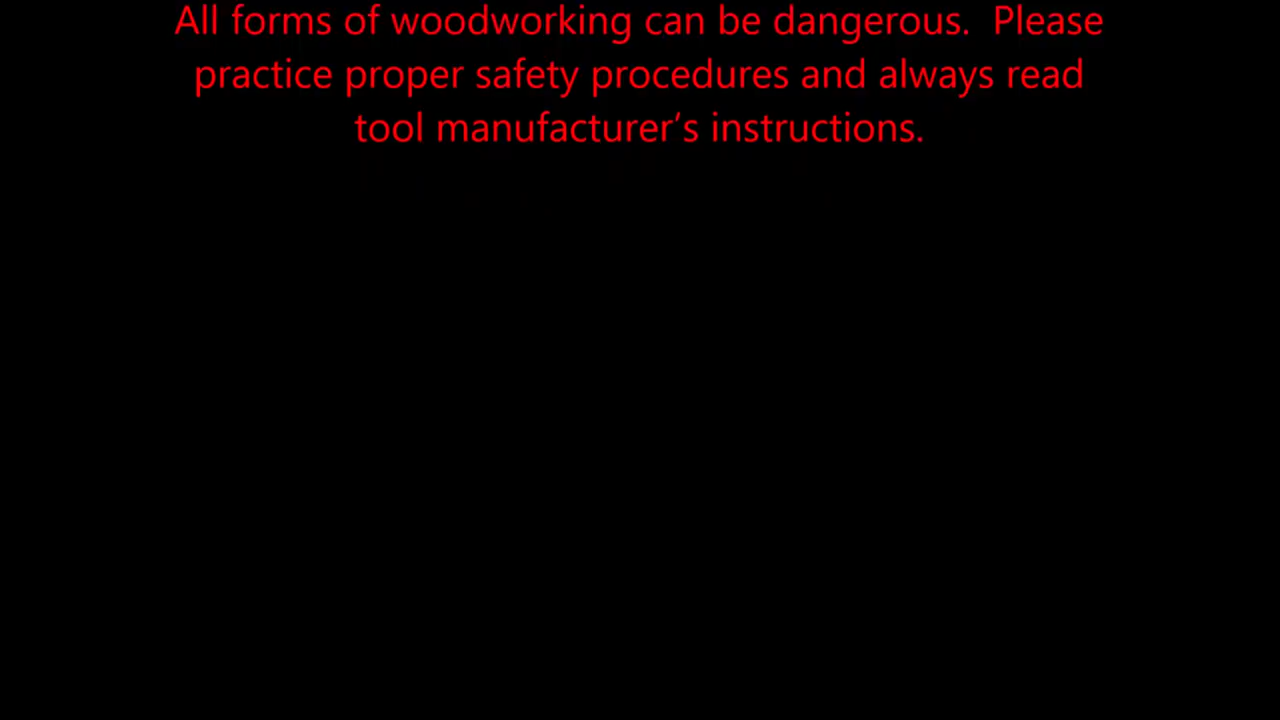 All forms of woodworking can be dangerous.  Please
practice proper safety procedures and always read
tool manufacturer’s instructions.